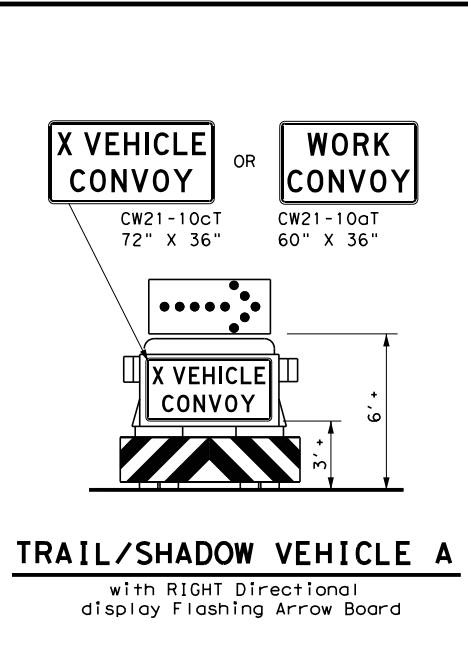 X VEHICLE
CONVOY
OR
WORK
CONVOY
CW21-10cT
72" X 36"
CW21-10aT
60" X 36"
X VEHICLE
CONVOY
6'+
3'+
TRAIL/SHADOW VEHICLE A
with RIGHT Directional
display Flashing Arrow Board